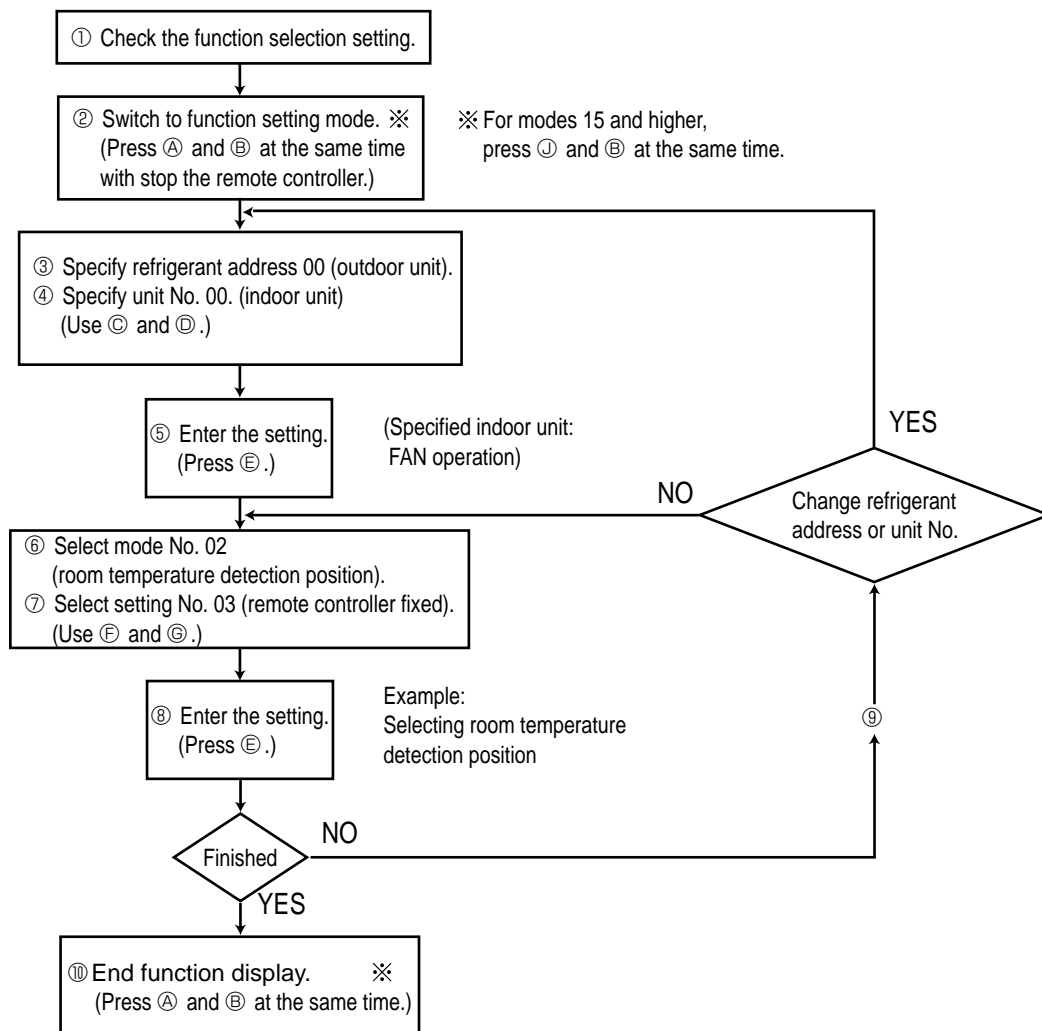 ① Check the function selection setting.
② Switch to function setting mode. ※
(Press Ⓐ and Ⓑ at the same time
with stop the remote controller.)
※ For modes 15 and higher,
press Ⓙ and Ⓑ at the same time.
③ Specify refrigerant address 00 (outdoor unit).
④ Specify unit No. 00. (indoor unit)
(Use Ⓒ and Ⓓ.)
⑤ Enter the setting.
(Press Ⓔ.)
(Specified indoor unit:
FAN operation)
YES
NO
Change refrigerant
address or unit No.
⑥ Select mode No. 02
(room temperature detection position).
⑦ Select setting No. 03 (remote controller fixed).
(Use Ⓕ and Ⓖ.)
⑧ Enter the setting.
(Press Ⓔ.)
Example:
Selecting room temperature
detection position
⑨
Finished
NO
YES
⑩ End function display. ※
(Press Ⓐ and Ⓑ at the same time.)